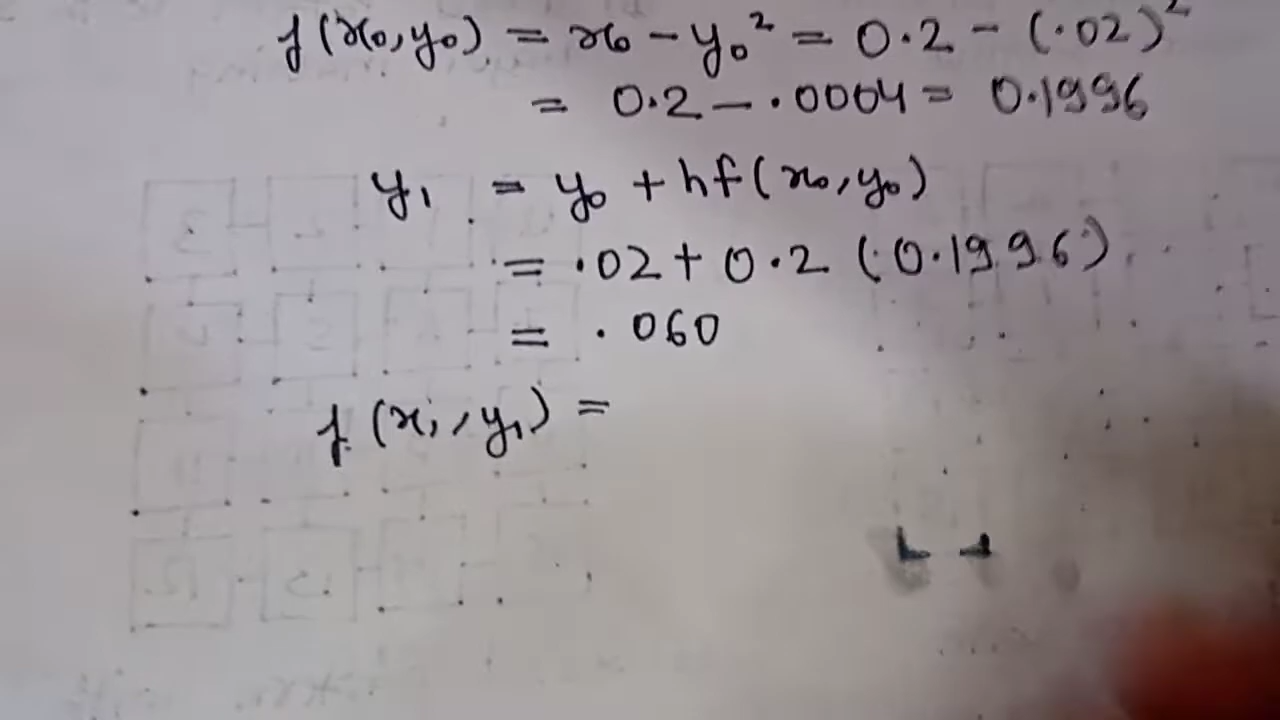 f(x₀,y₀) = x₀ - y₀² = 0.2 - (.02)²
= 0.2 - .0004 = 0.1996
y₁ = y₀ + hf(x₀,y₀)
= .02 + 0.2 (0.1996)
= .060
f(x₁,y₁) =